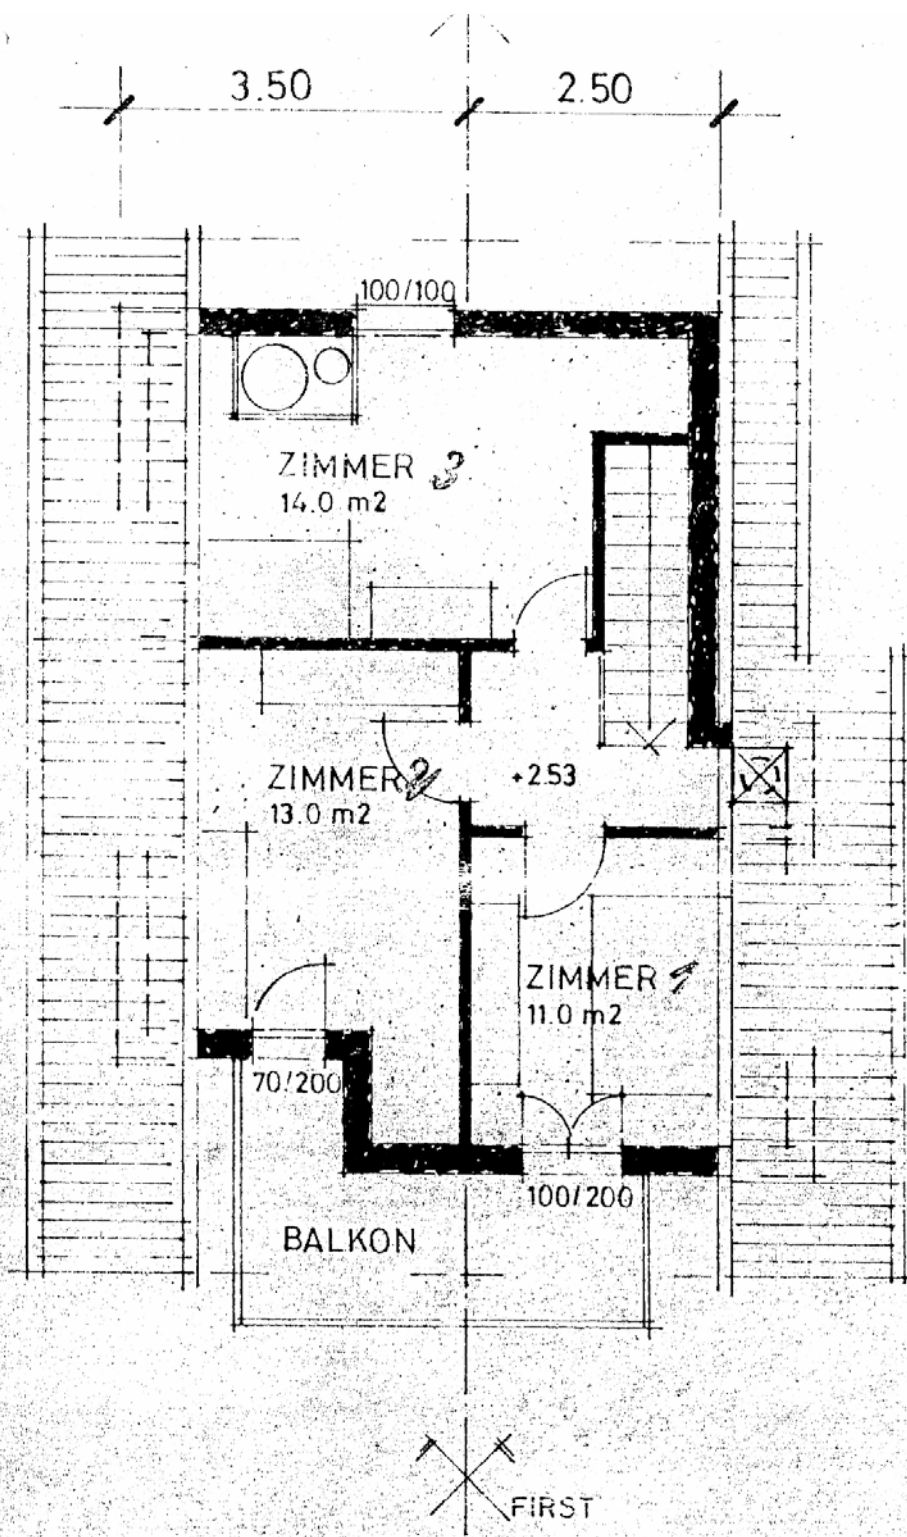 3.50 2.50
100/100
ZIMMER 3
14.0 m2
ZIMMER 2
13.0 m2
+2.53
ZIMMER 1
11.0 m2
70/200
100/200
BALKON
FIRST